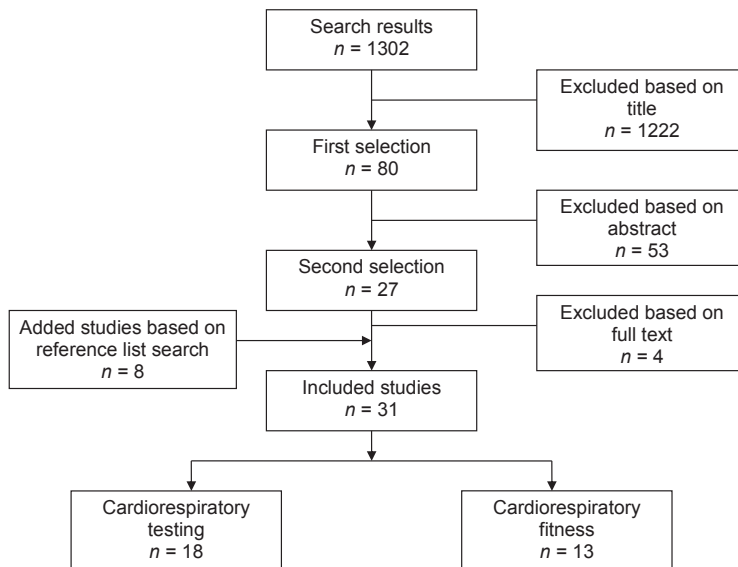 Search results
n = 1302
Excluded based on
title
n = 1222
First selection
n = 80
Excluded based on
abstract
n = 53
Second selection
n = 27
Added studies based on
reference list search
n = 8
Excluded based on
full text
n = 4
Included studies
n = 31
Cardiorespiratory
testing
n = 18
Cardiorespiratory
fitness
n = 13